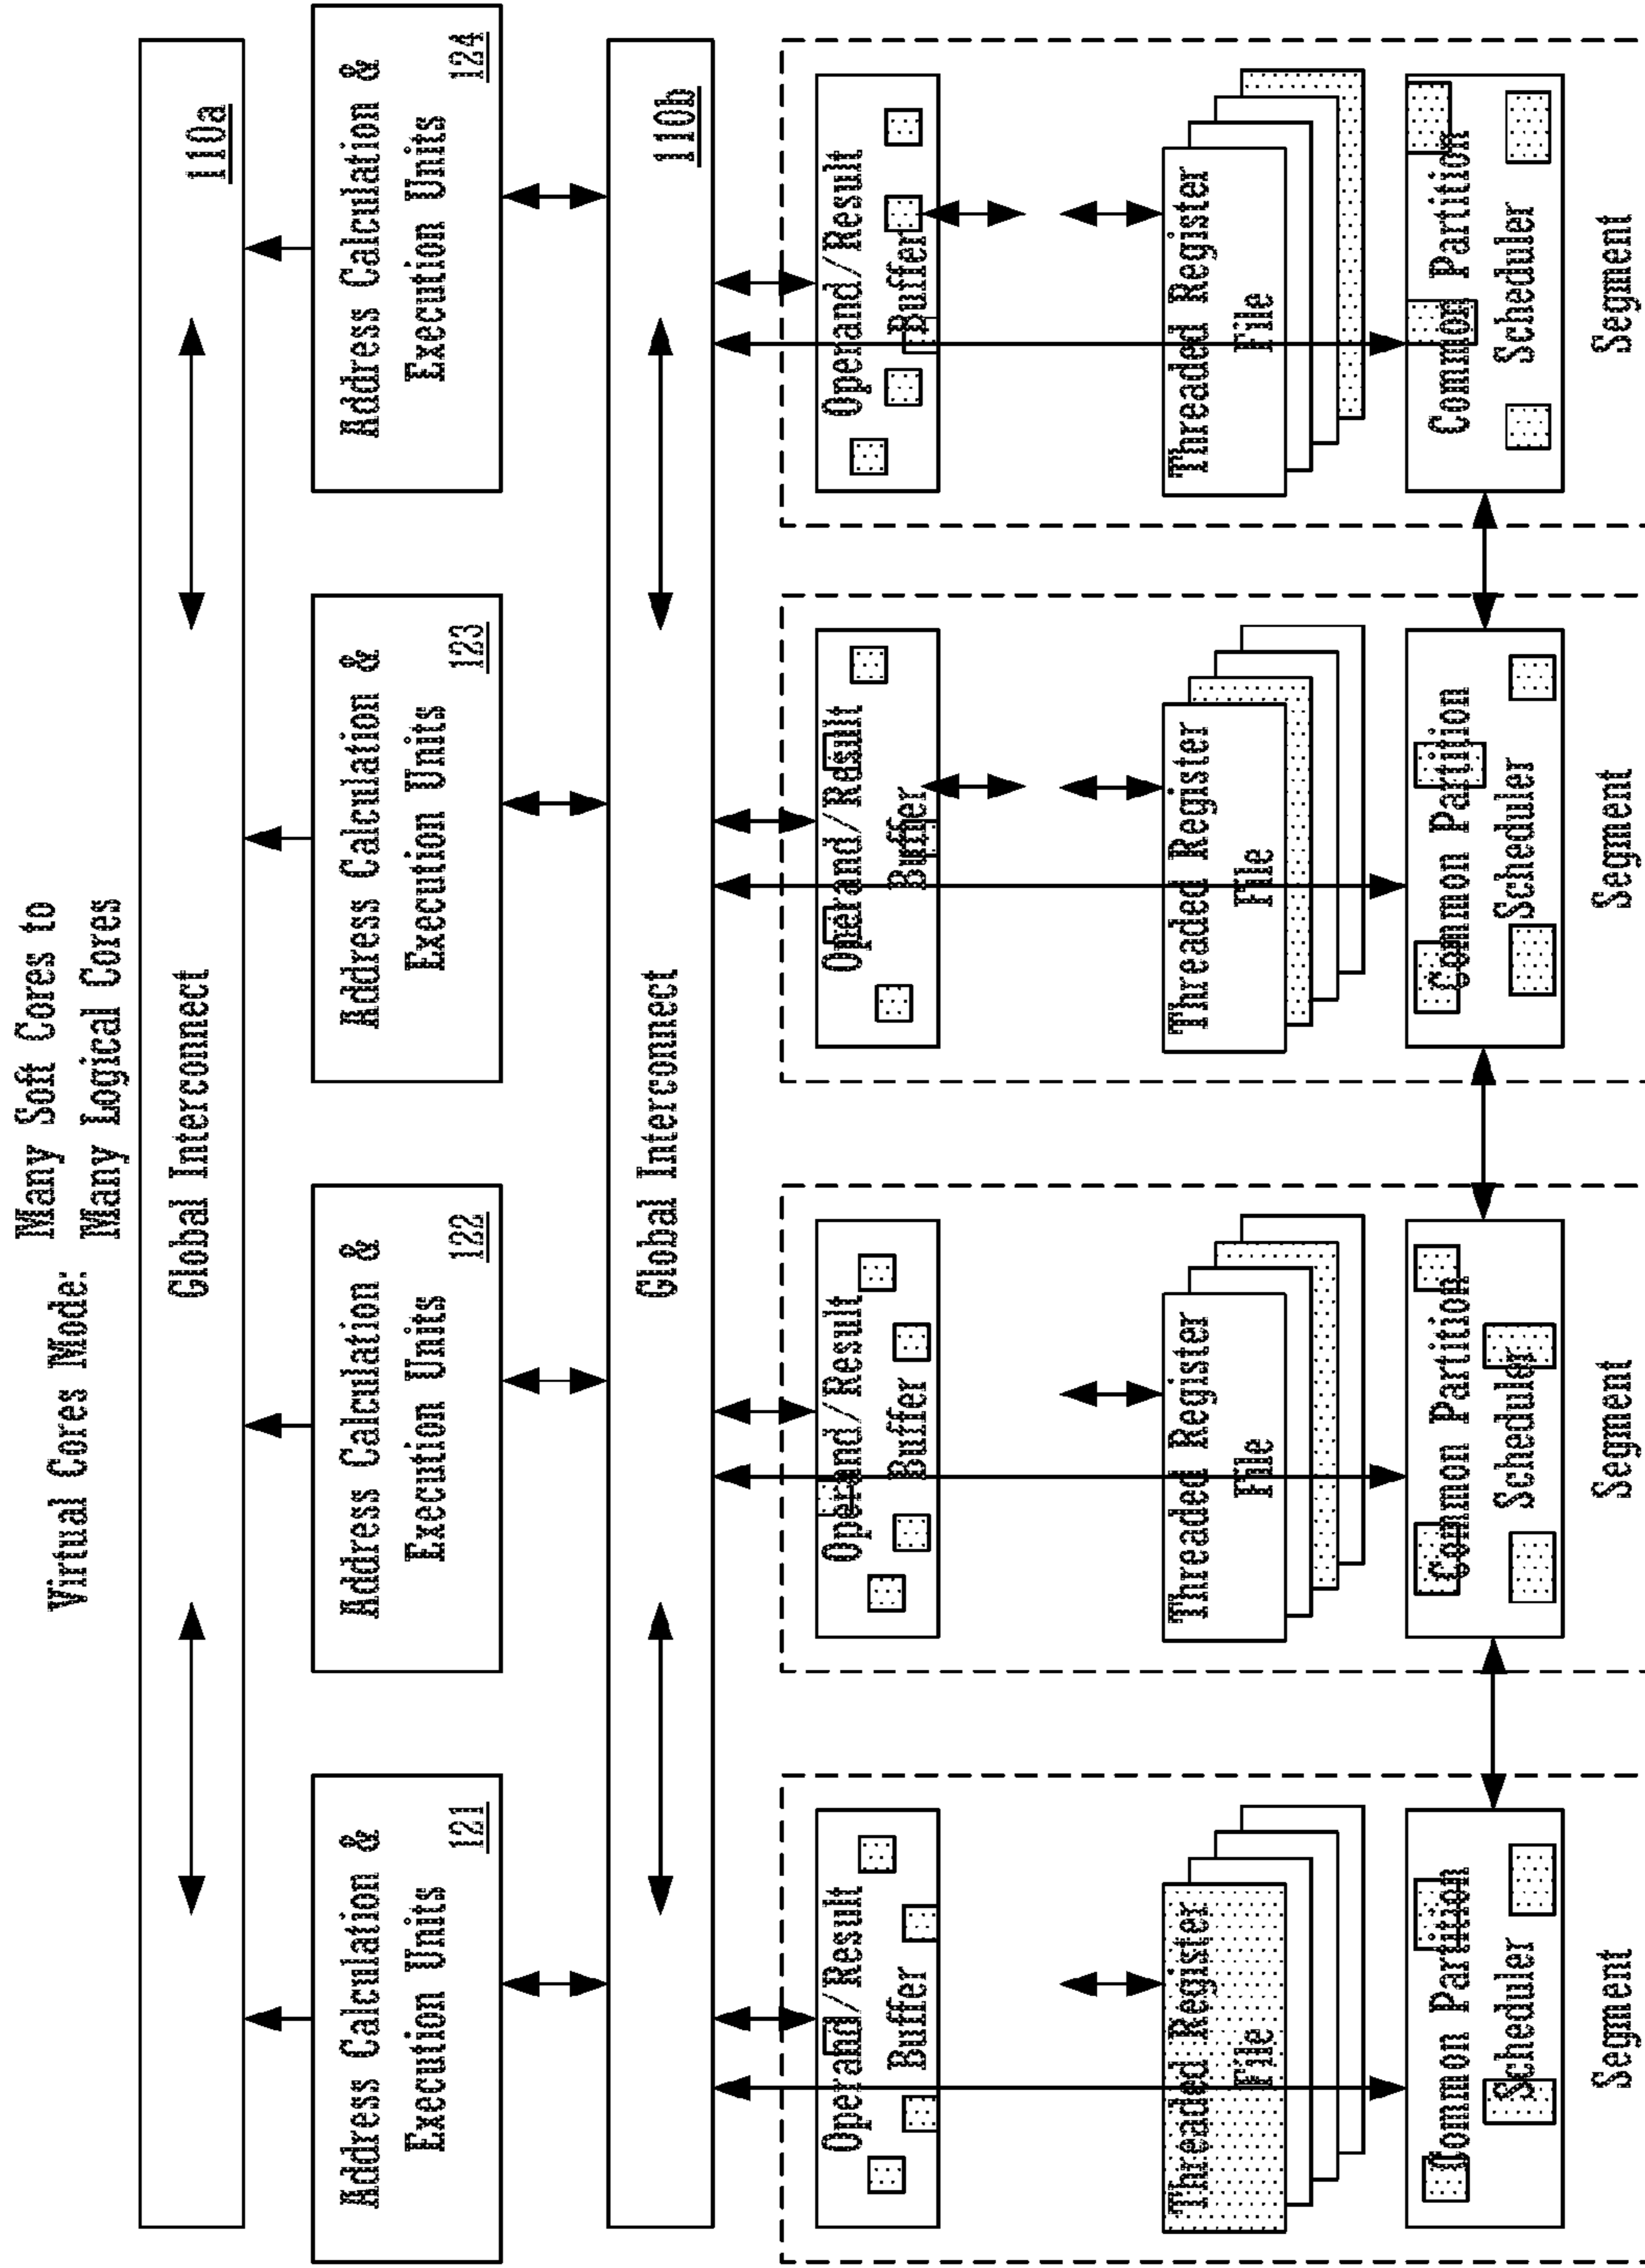 Virtual Cores Mode:
Many Soft Cores to
Many Logical Cores
Global Interconnect
110a
Address Calculation &
Execution Units
121
Address Calculation &
Execution Units
122
Address Calculation &
Execution Units
123
Address Calculation &
Execution Units
124
Global Interconnect
110b
Operand/Result
Buffer
Operand/Result
Buffer
Operand/Result
Buffer
Operand/Result
Buffer
Threaded Register
File
Threaded Register
File
Threaded Register
File
Threaded Register
File
Common Partition
Scheduler
Common Partition
Scheduler
Common Partition
Scheduler
Common Partition
Scheduler
Segment
Segment
Segment
Segment